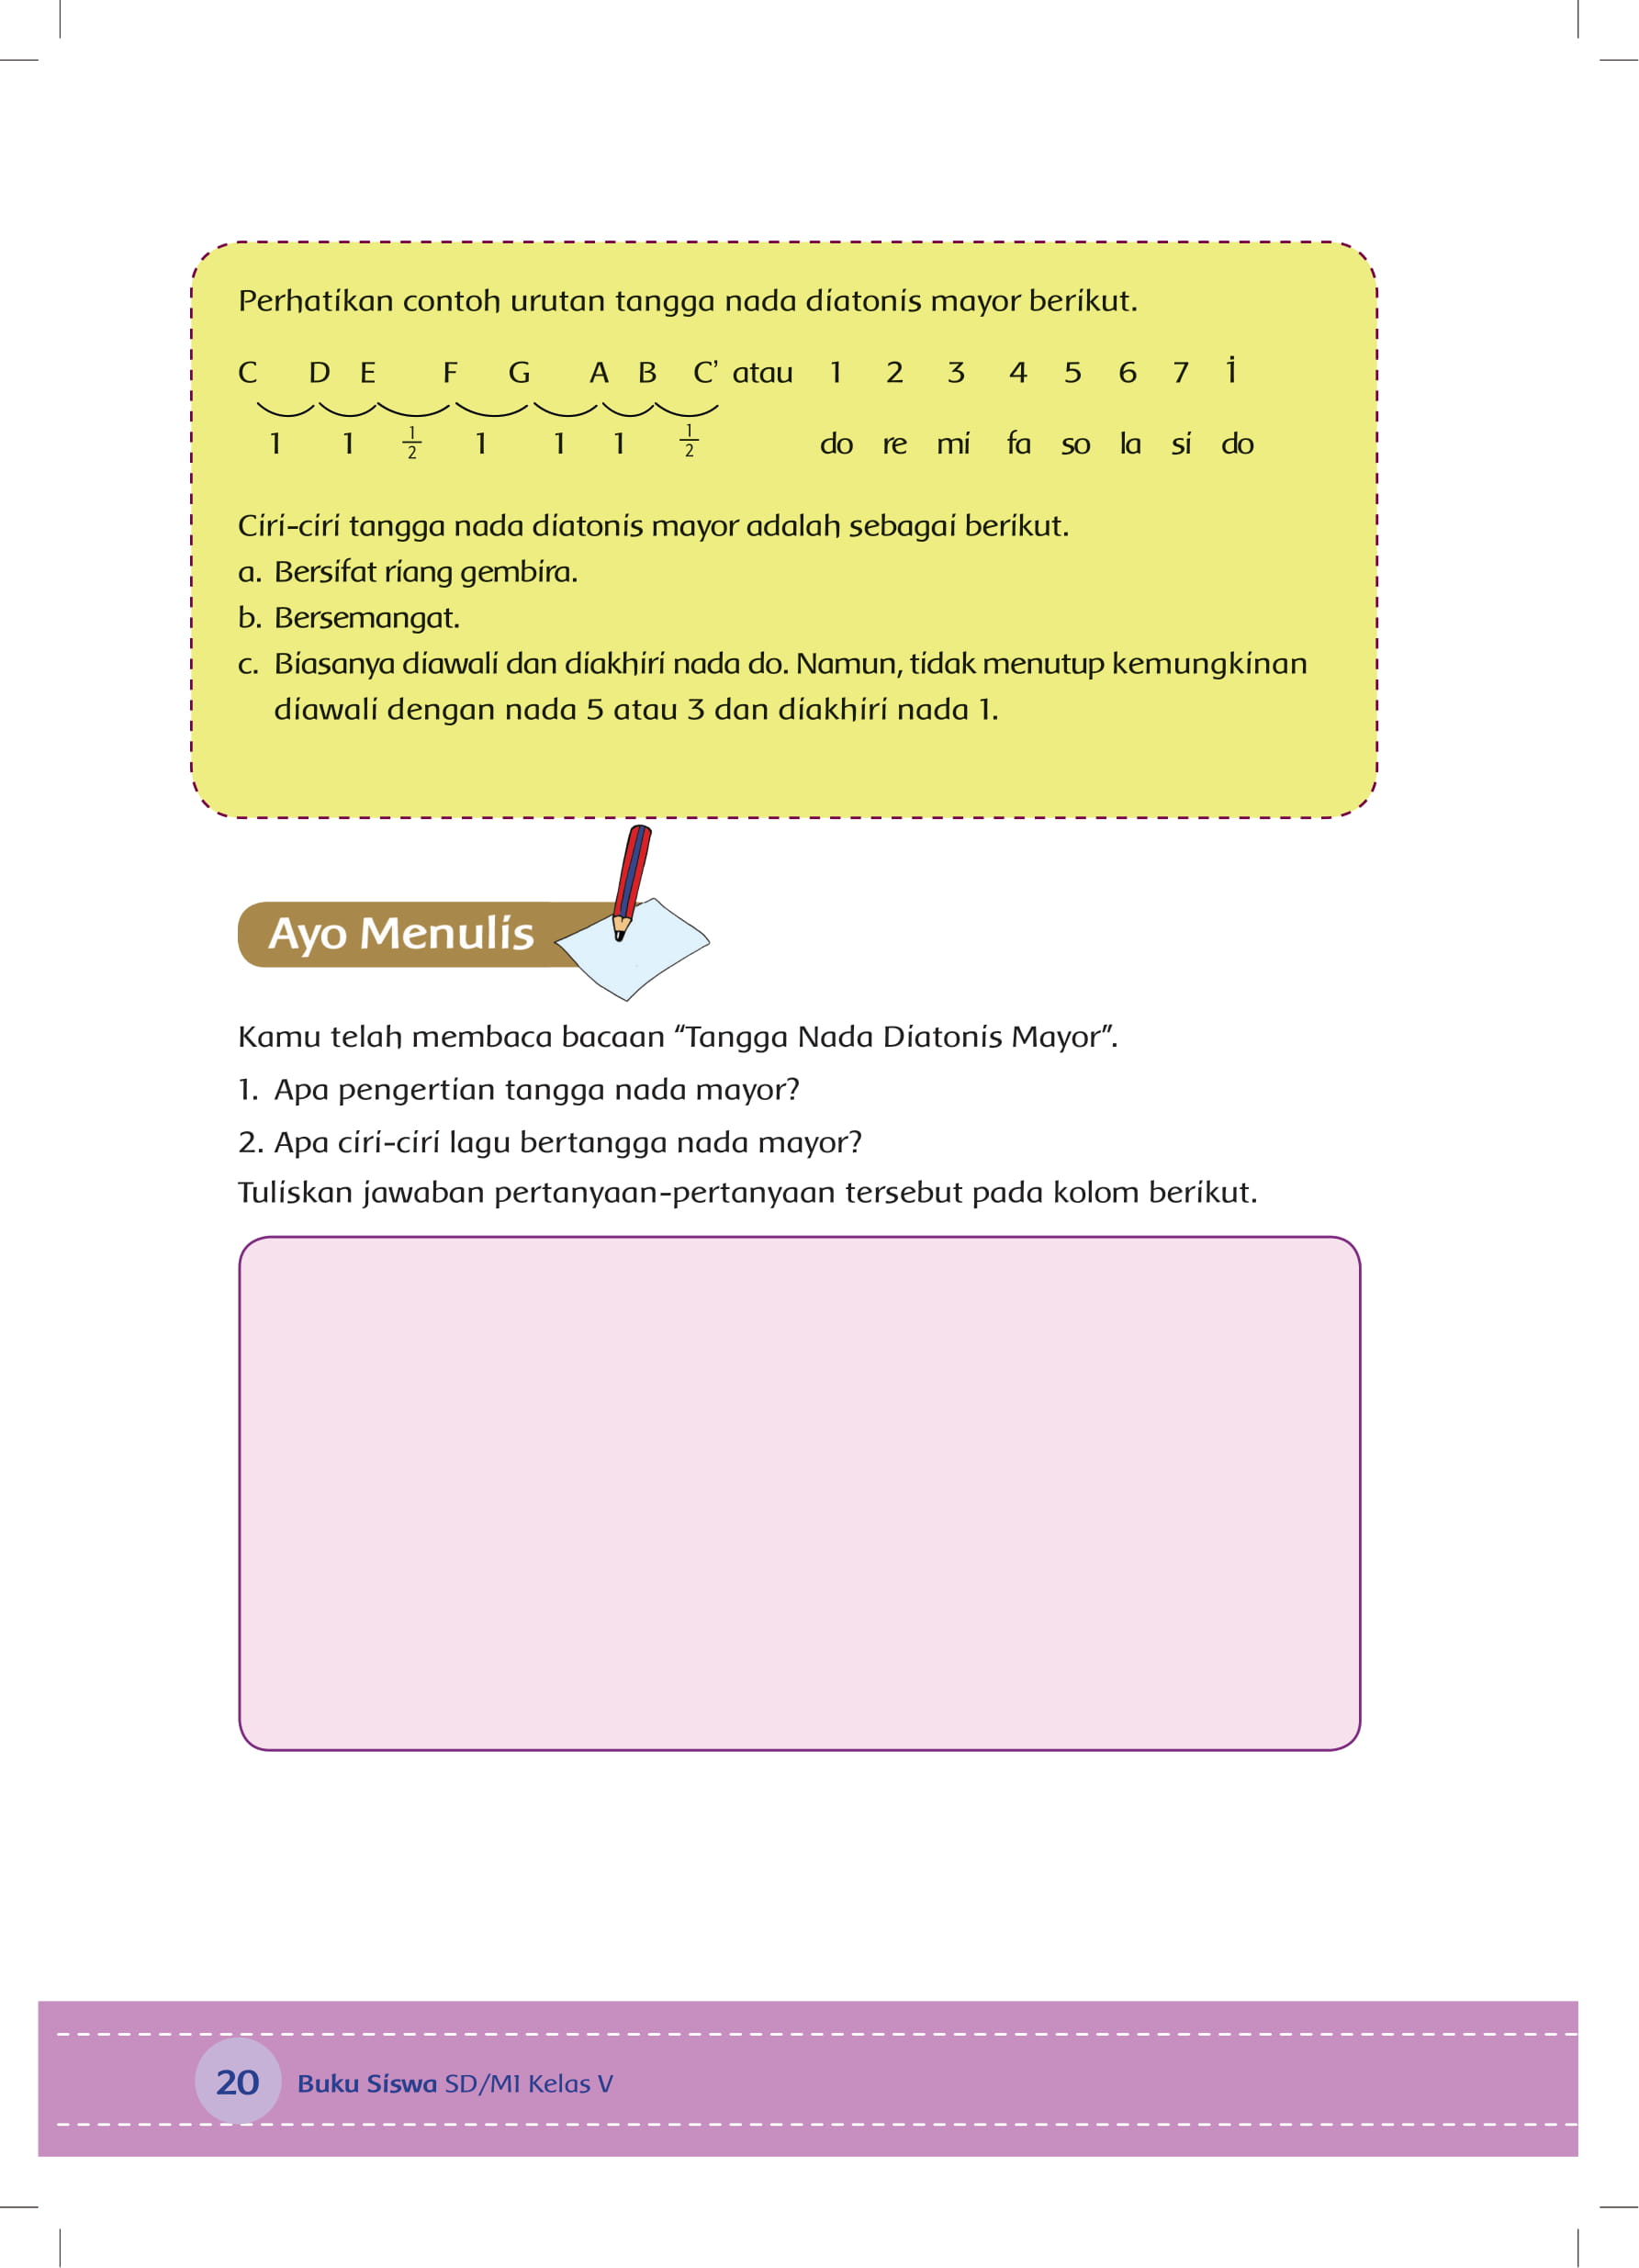 Perhatikan contoh urutan tangga nada diatonis mayor berikut.
C D E F G A B C’ atau 1 2 3 4 5 6 7 1̇
1 1 1/2 1 1 1 1/2 do re mi fa so la si do
Ciri-ciri tangga nada diatonis mayor adalah sebagai berikut.
a. Bersifat riang gembira.
b. Bersemangat.
c. Biasanya diawali dan diakhiri nada do. Namun, tidak menutup kemungkinan
diawali dengan nada 5 atau 3 dan diakhiri nada 1.
Ayo Menulis
Kamu telah membaca bacaan “Tangga Nada Diatonis Mayor”.
1. Apa pengertian tangga nada mayor?
2. Apa ciri-ciri lagu bertangga nada mayor?
Tuliskan jawaban pertanyaan-pertanyaan tersebut pada kolom berikut.
20 Buku Siswa SD/MI Kelas V